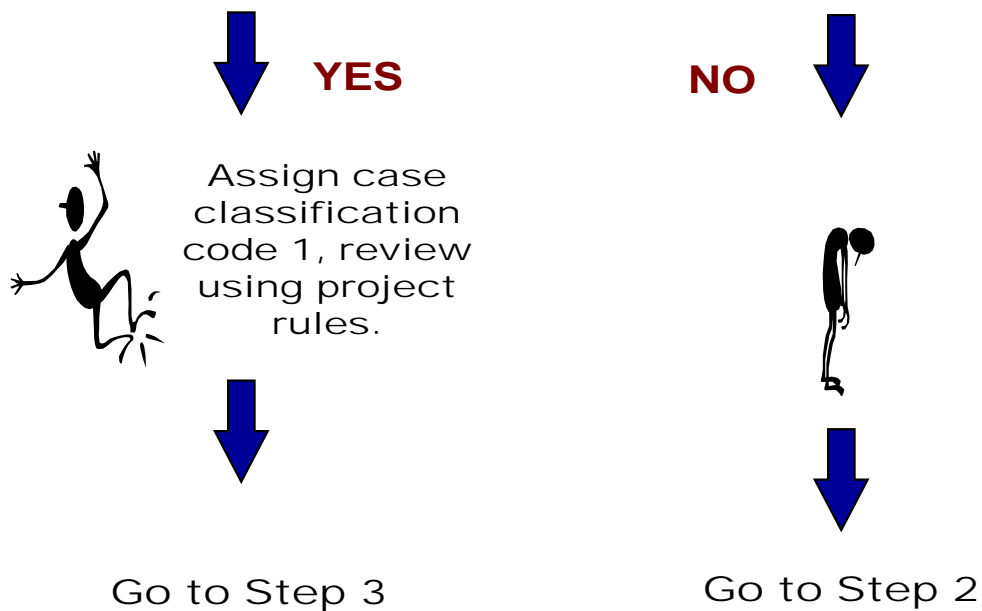 YES
NO
Assign case
classification
code 1, review
using project
rules.
Go to Step 3
Go to Step 2